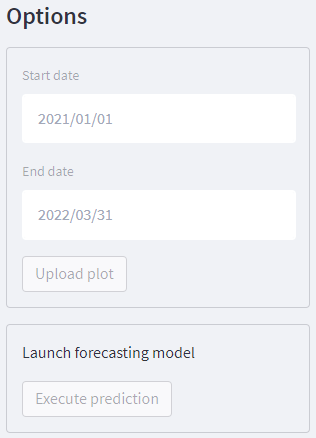 Options
Start date
2021/01/01
End date
2022/03/31
Upload plot
Launch forecasting model
Execute prediction